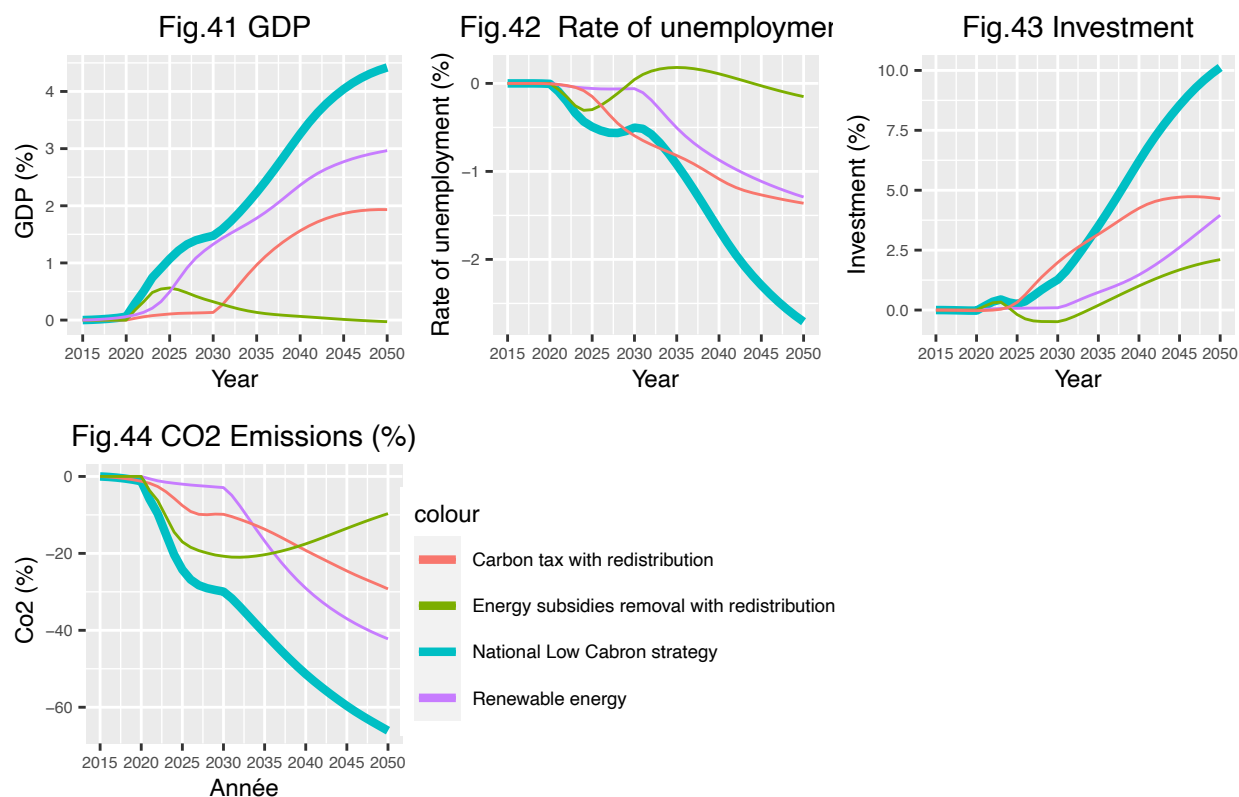 Fig.41 GDP
GDP (%)
4
3
2
1
0
2015 2020 2025 2030 2035 2040 2045 2050
Year
Fig.42 Rate of unemploymer
Rate of unemployment (%)
0
−1
−2
2015 2020 2025 2030 2035 2040 2045 2050
Year
Fig.43 Investment
Investment (%)
10.0
7.5
5.0
2.5
0.0
2015 2020 2025 2030 2035 2040 2045 2050
Year
Fig.44 CO2 Emissions (%)
Co2 (%)
0
−20
−40
−60
2015 2020 2025 2030 2035 2040 2045 2050
Année
colour
Carbon tax with redistribution
Energy subsidies removal with redistribution
National Low Cabron strategy
Renewable energy